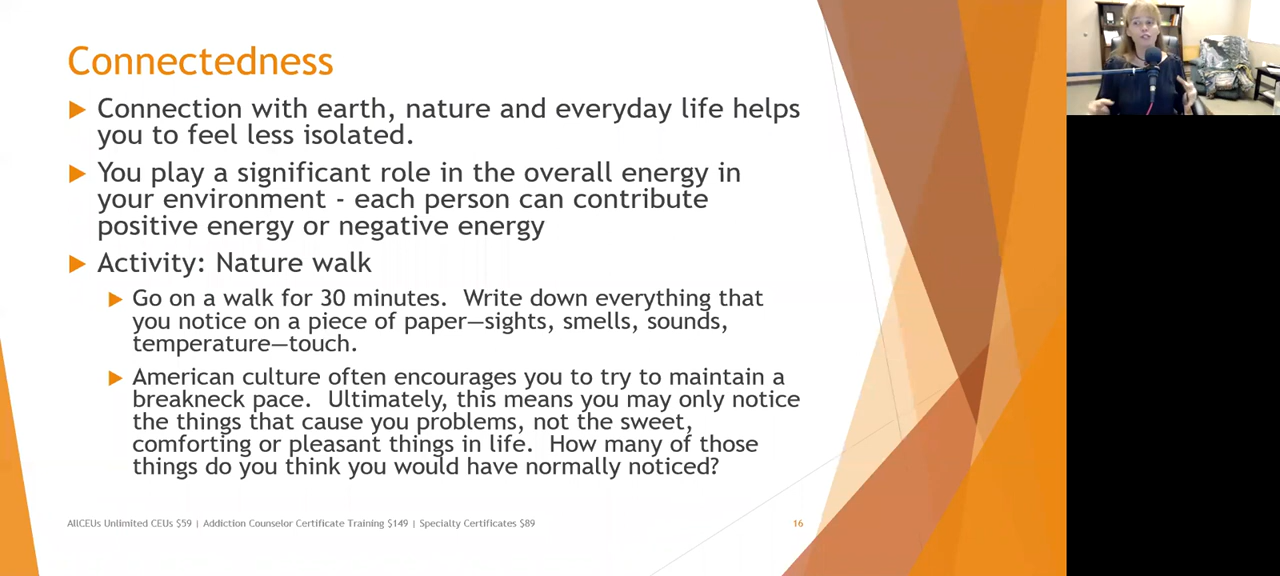 Connectedness
Connection with earth, nature and everyday life helps
you to feel less isolated.
You play a significant role in the overall energy in
your environment - each person can contribute
positive energy or negative energy
Activity: Nature walk
Go on a walk for 30 minutes.  Write down everything that
you notice on a piece of paper—sights, smells, sounds,
temperature—touch.
American culture often encourages you to try to maintain a
breakneck pace.  Ultimately, this means you may only notice
the things that cause you problems, not the sweet,
comforting or pleasant things in life.  How many of those
things do you think you would have normally noticed?
AllCEUs Unlimited CEUs $59 | Addiction Counselor Certificate Training $149 | Specialty Certificates $89
16